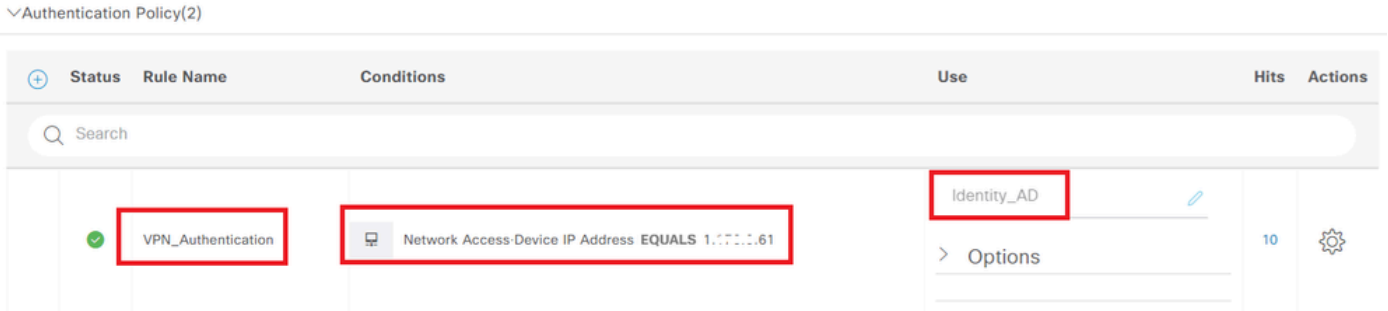 Authentication Policy(2)
Status Rule Name Conditions Use Hits Actions
Search
Identity_AD
VPN_Authentication Network Access·Device IP Address EQUALS 10
Options